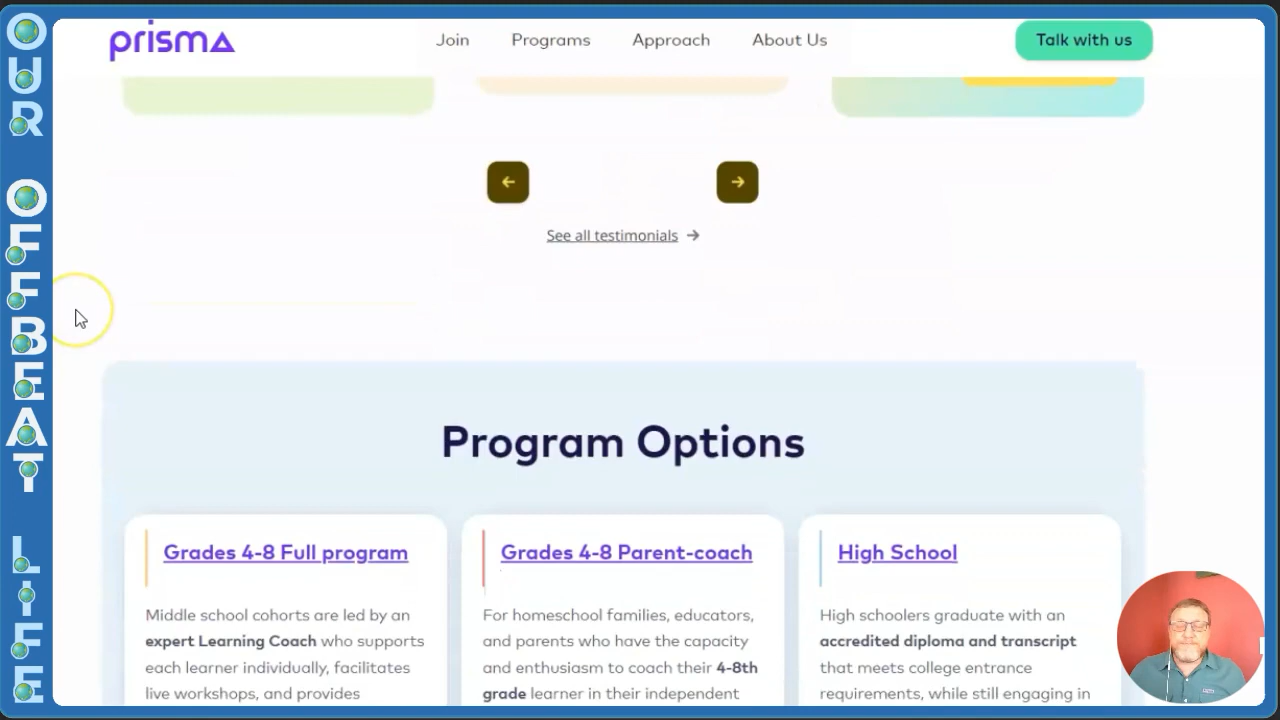 OUR OFFBEAT LIFE
prisma
Join Programs Approach About Us
Talk with us
See all testimonials
Program Options
Grades 4-8 Full program
Middle school cohorts are led by an
expert Learning Coach who supports
each learner individually, facilitates
live workshops, and provides
Grades 4-8 Parent-coach
For homeschool families, educators,
and parents who have the capacity
and enthusiasm to coach their 4-8th
grade learner in their independent
High School
High schoolers graduate with an
accredited diploma and transcript
that meets college entrance
requirements, while still engaging in